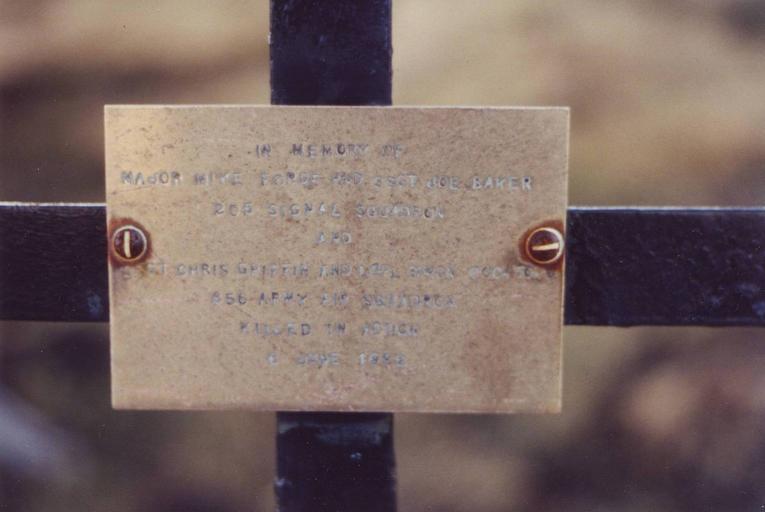 IN MEMORY OF
MAJOR MIKE FORGE AND SSGT JOE BAKER
205 SIGNAL SQUADRON
AND
SSGT CHRIS GRIFFIN AND LCPL SIMON
656 ARMY AIR SQUADRON
KILLED IN ACTION
6 JUNE 1982